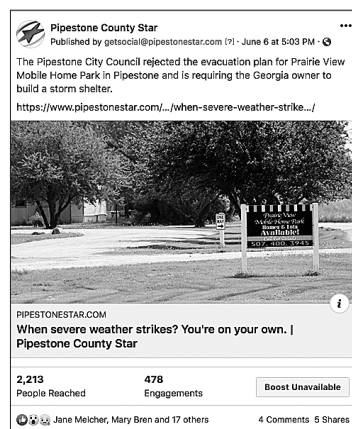 Pipestone County Star
Published by getsocial@pipestonestar.com [?] · June 6 at 5:03 PM ·
The Pipestone City Council rejected the evacuation plan for Prairie View
Mobile Home Park in Pipestone and is requiring the Georgia owner to
build a storm shelter.
https://www.pipestonestar.com/.../when-severe-weather-strike.../
Prairie View
Mobile Home Park
Homes & Lots
Available!
507. 400. 3945
PIPESTONESTAR.COM
When severe weather strikes? You're on your own. |
Pipestone County Star
2,213
People Reached
478
Engagements
Boost Unavailable
Jane Melcher, Mary Bren and 17 others
4 Comments 5 Shares